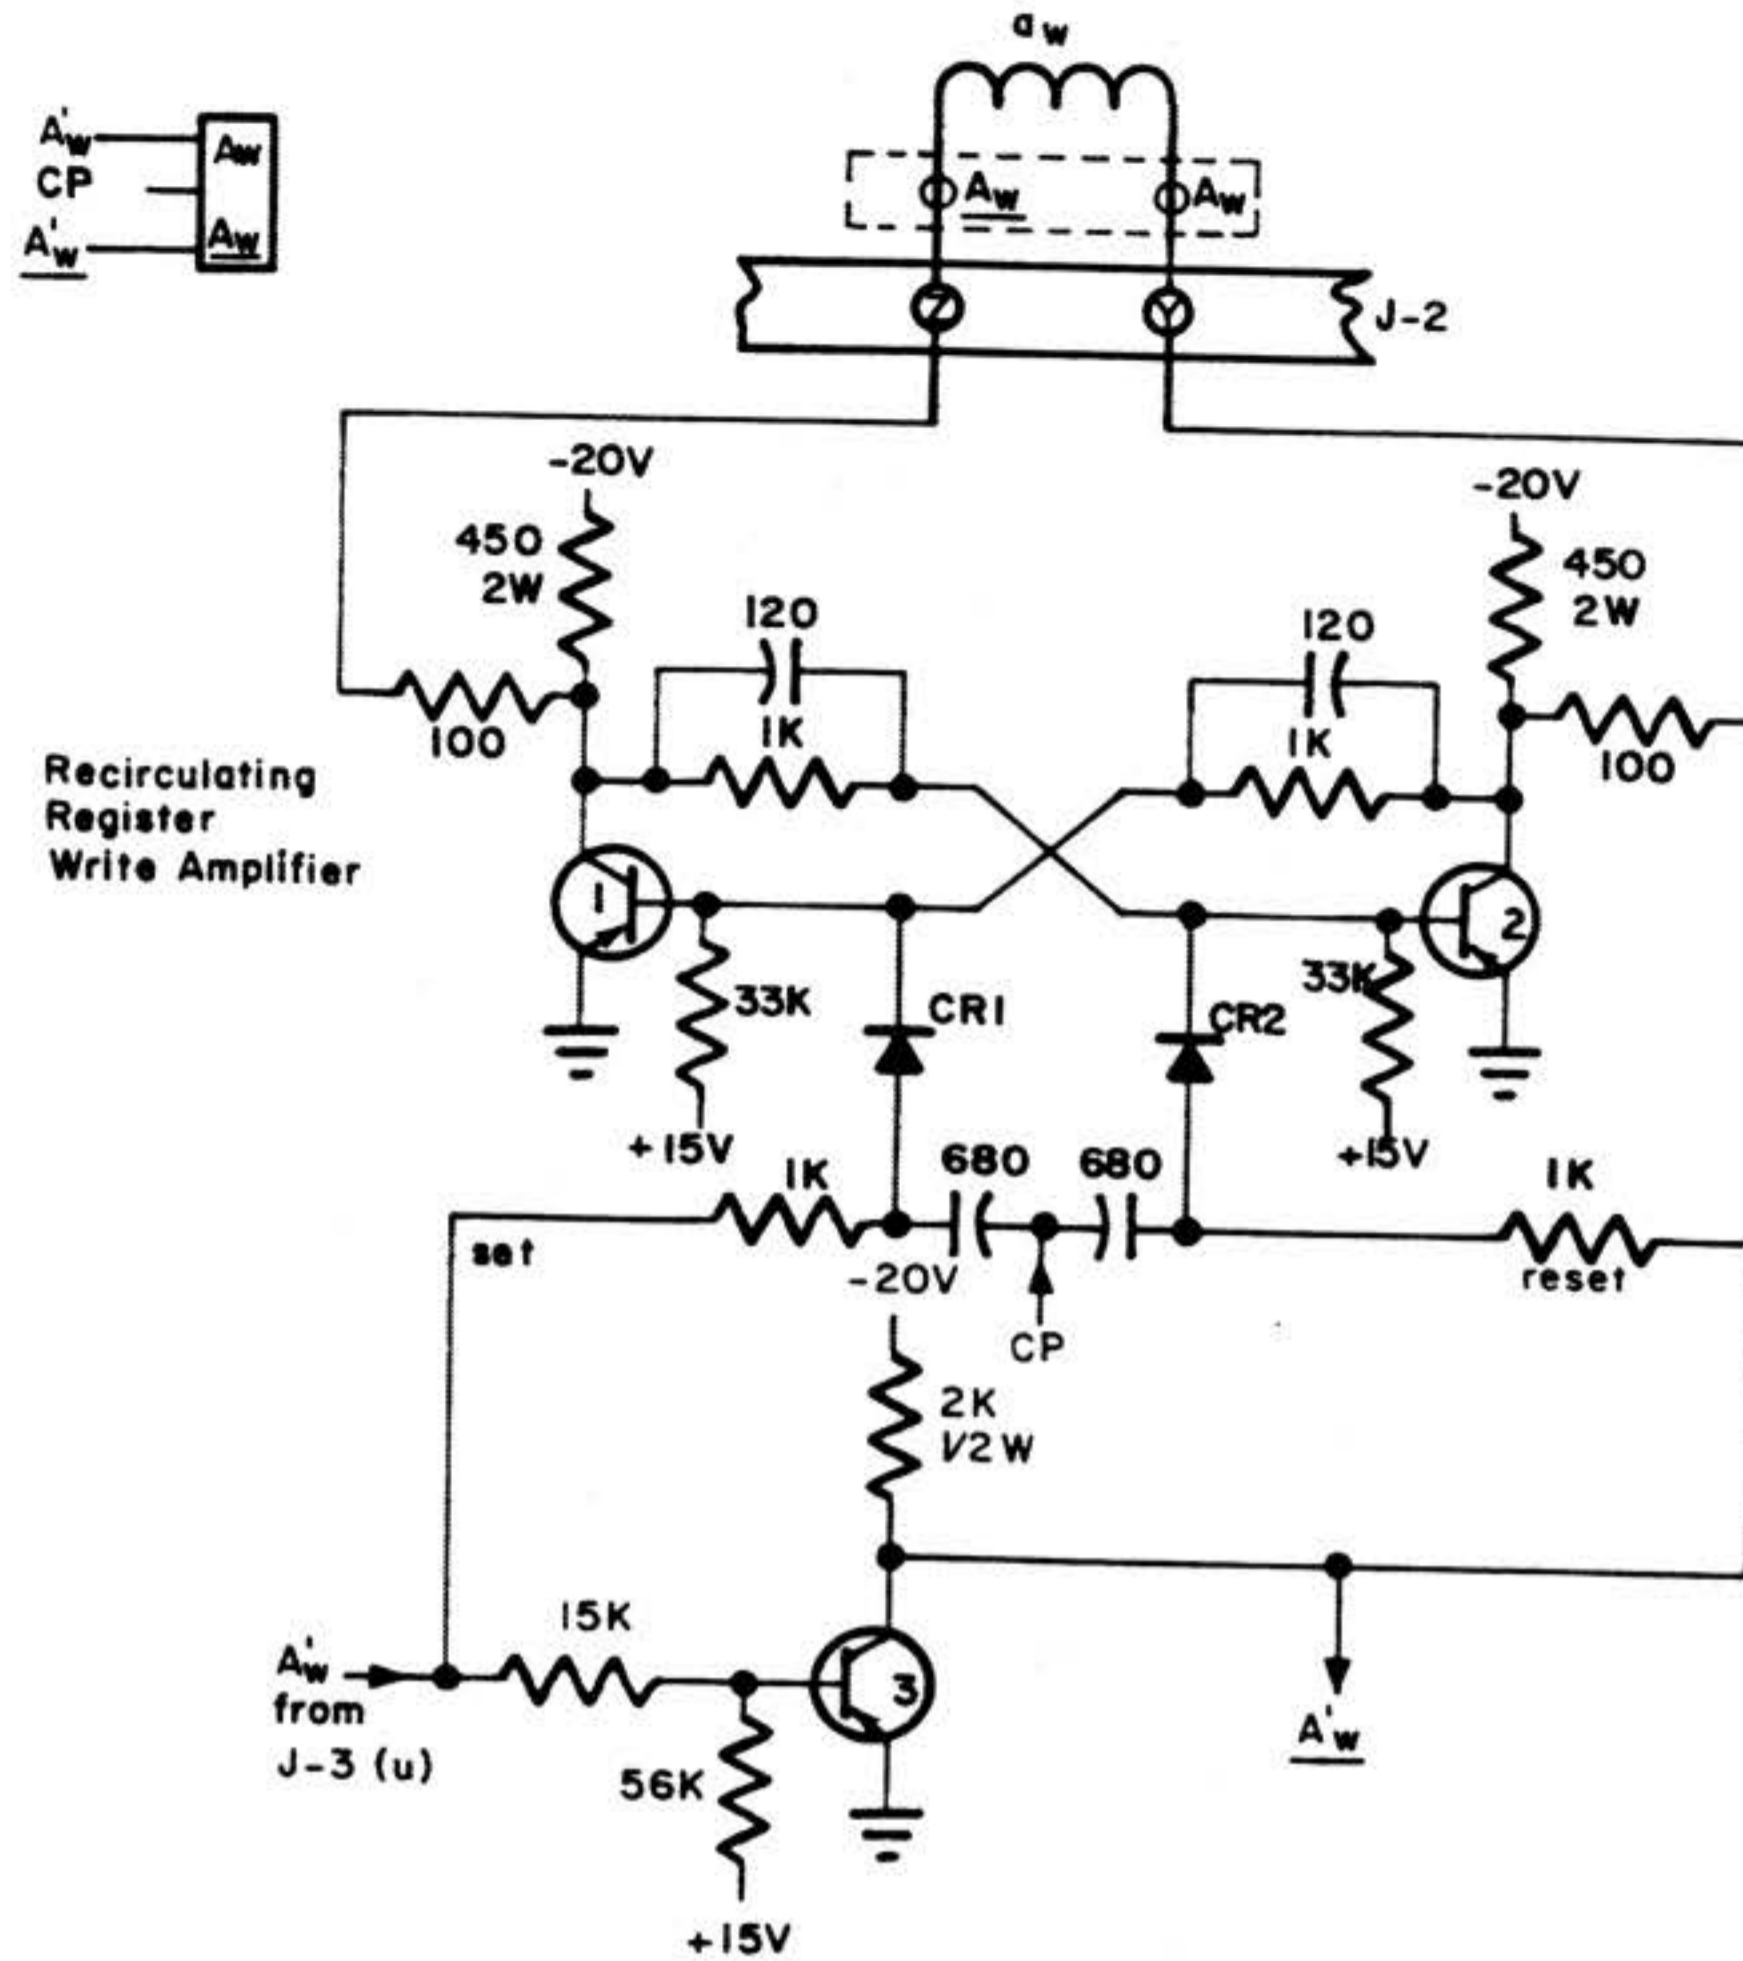 aw
A'w
CP
A'w
Aw
Aw
Aw
Aw
Z
Y
J-2
-20V
450
2W
120
1K
100
120
1K
-20V
450
2W
100
Recirculating
Register
Write Amplifier
1
2
33K
CR1
CR2
33K
+15V
+15V
1K
680
680
1K
set
reset
-20V
CP
2K
1/2W
15K
A'w
from
J-3 (u)
3
A'w
56K
+15V